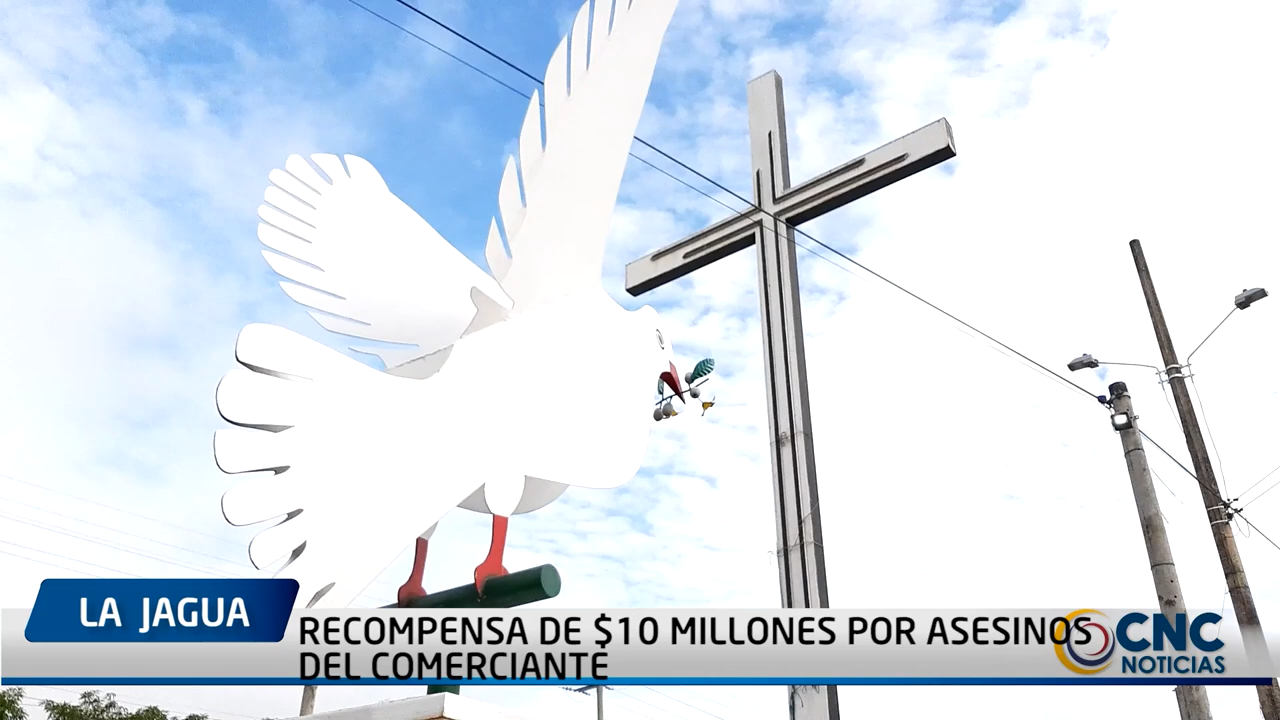 LA JAGUA
RECOMPENSA DE $10 MILLONES POR ASESINOS
DEL COMERCIANTE
CNC
NOTICIAS